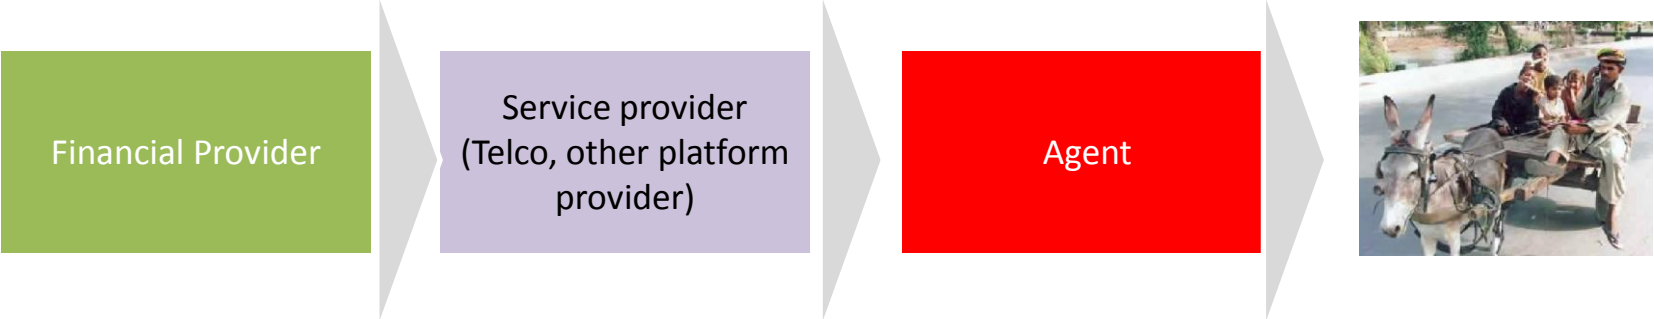 Financial Provider
Service provider
(Telco, other platform
provider)
Agent